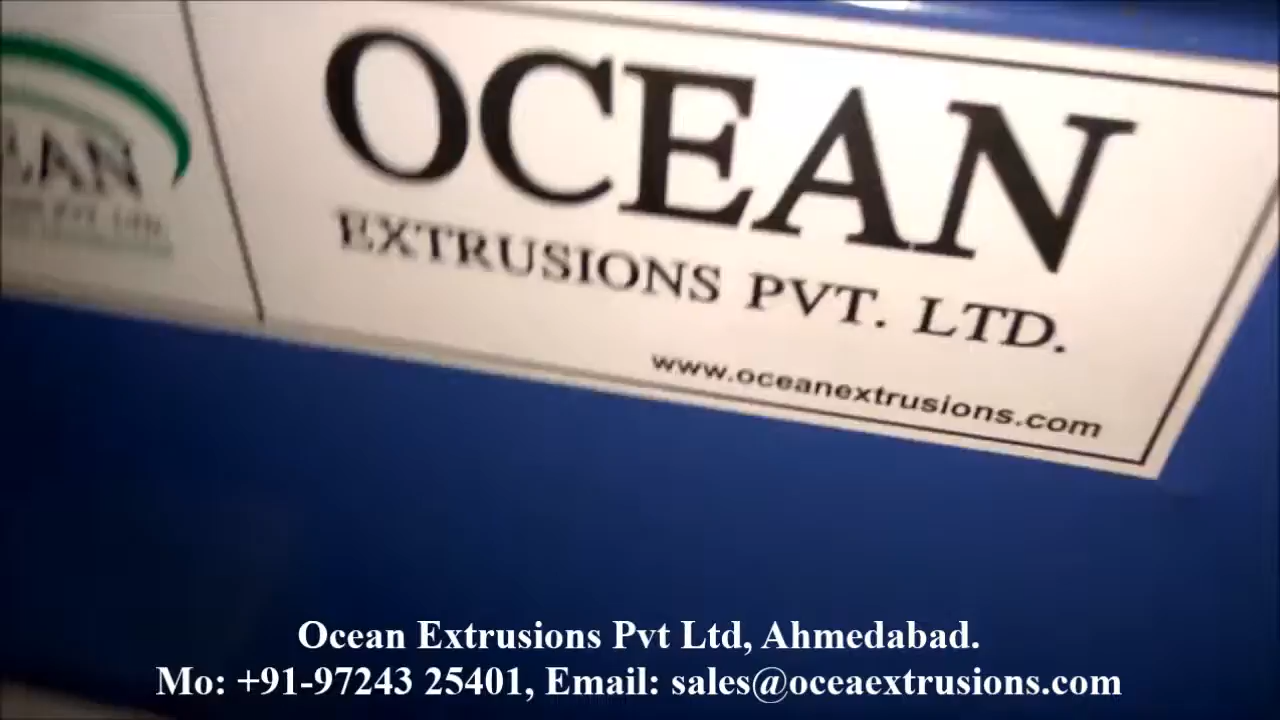 OCEAN
EXTRUSIONS PVT. LTD.
www.oceanextrusions.com
Ocean Extrusions Pvt Ltd, Ahmedabad.
Mo: +91-97243 25401, Email: sales@oceaextrusions.com